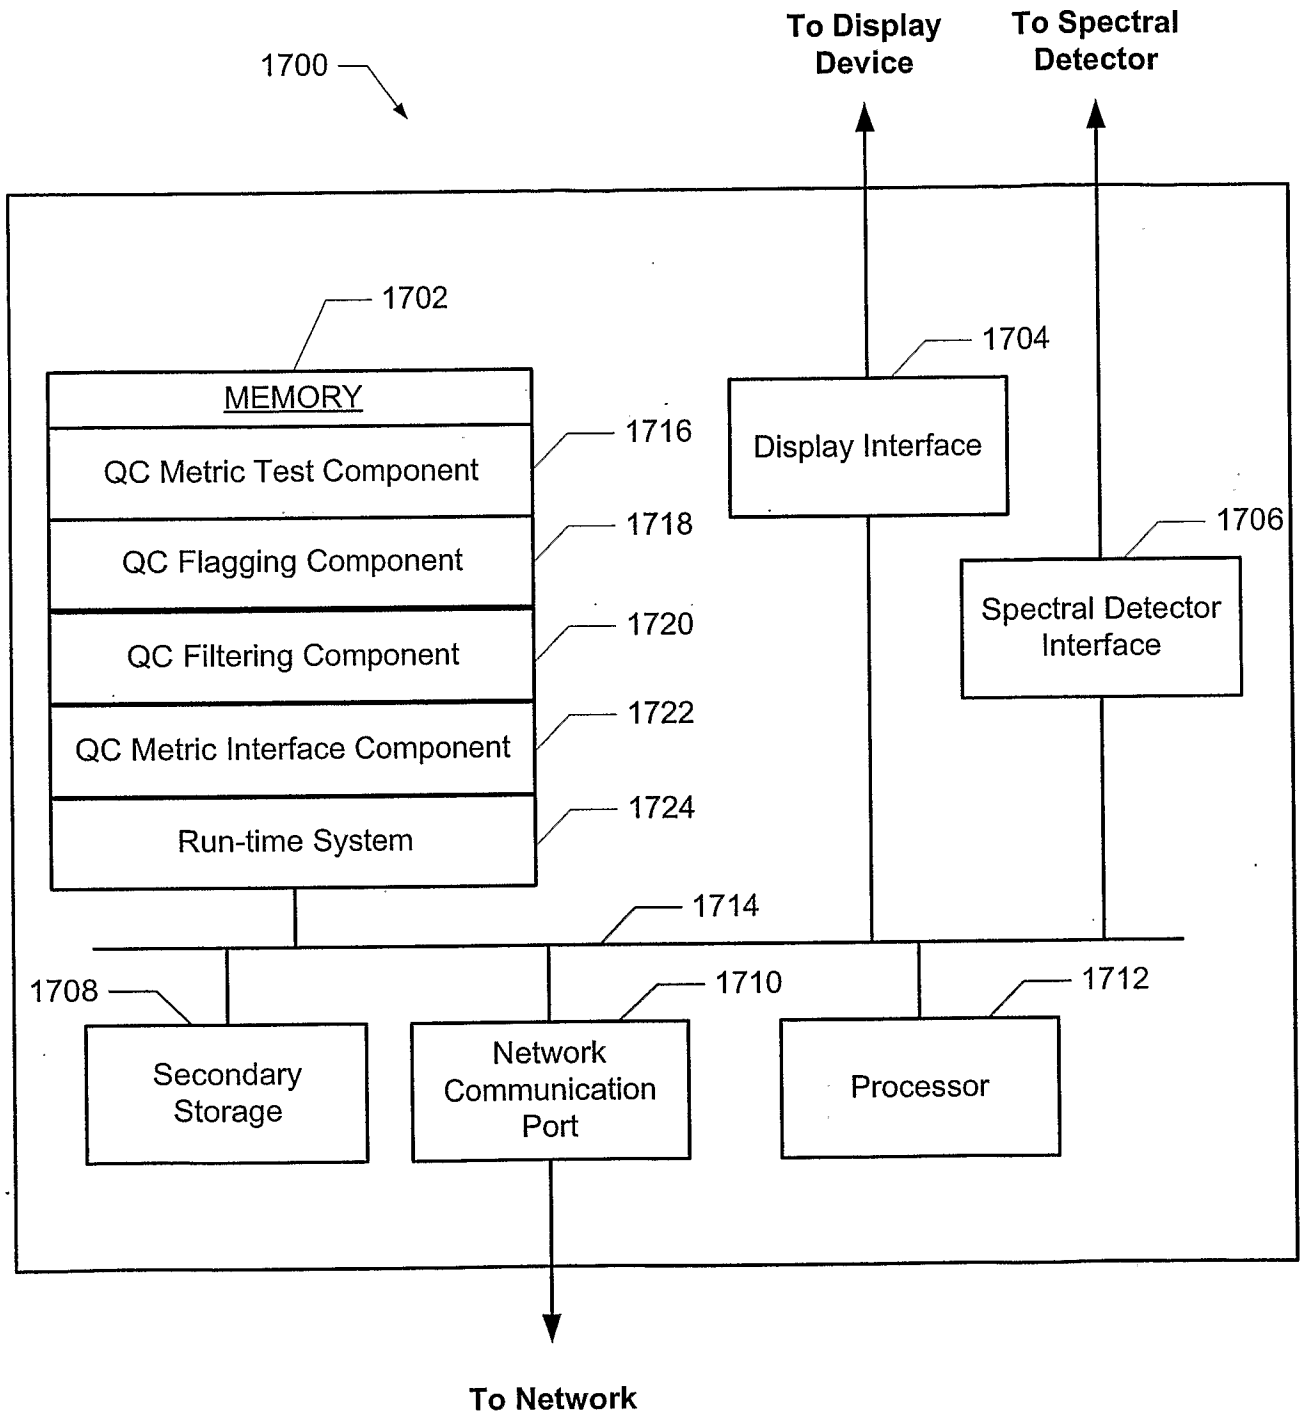 To Display
Device
To Spectral
Detector
1700
1702
MEMORY
QC Metric Test Component
1716
QC Flagging Component
1718
QC Filtering Component
1720
QC Metric Interface Component
1722
Run-time System
1724
1704
Display Interface
1706
Spectral Detector
Interface
1714
1708
Secondary
Storage
1710
Network
Communication
Port
1712
Processor
To Network